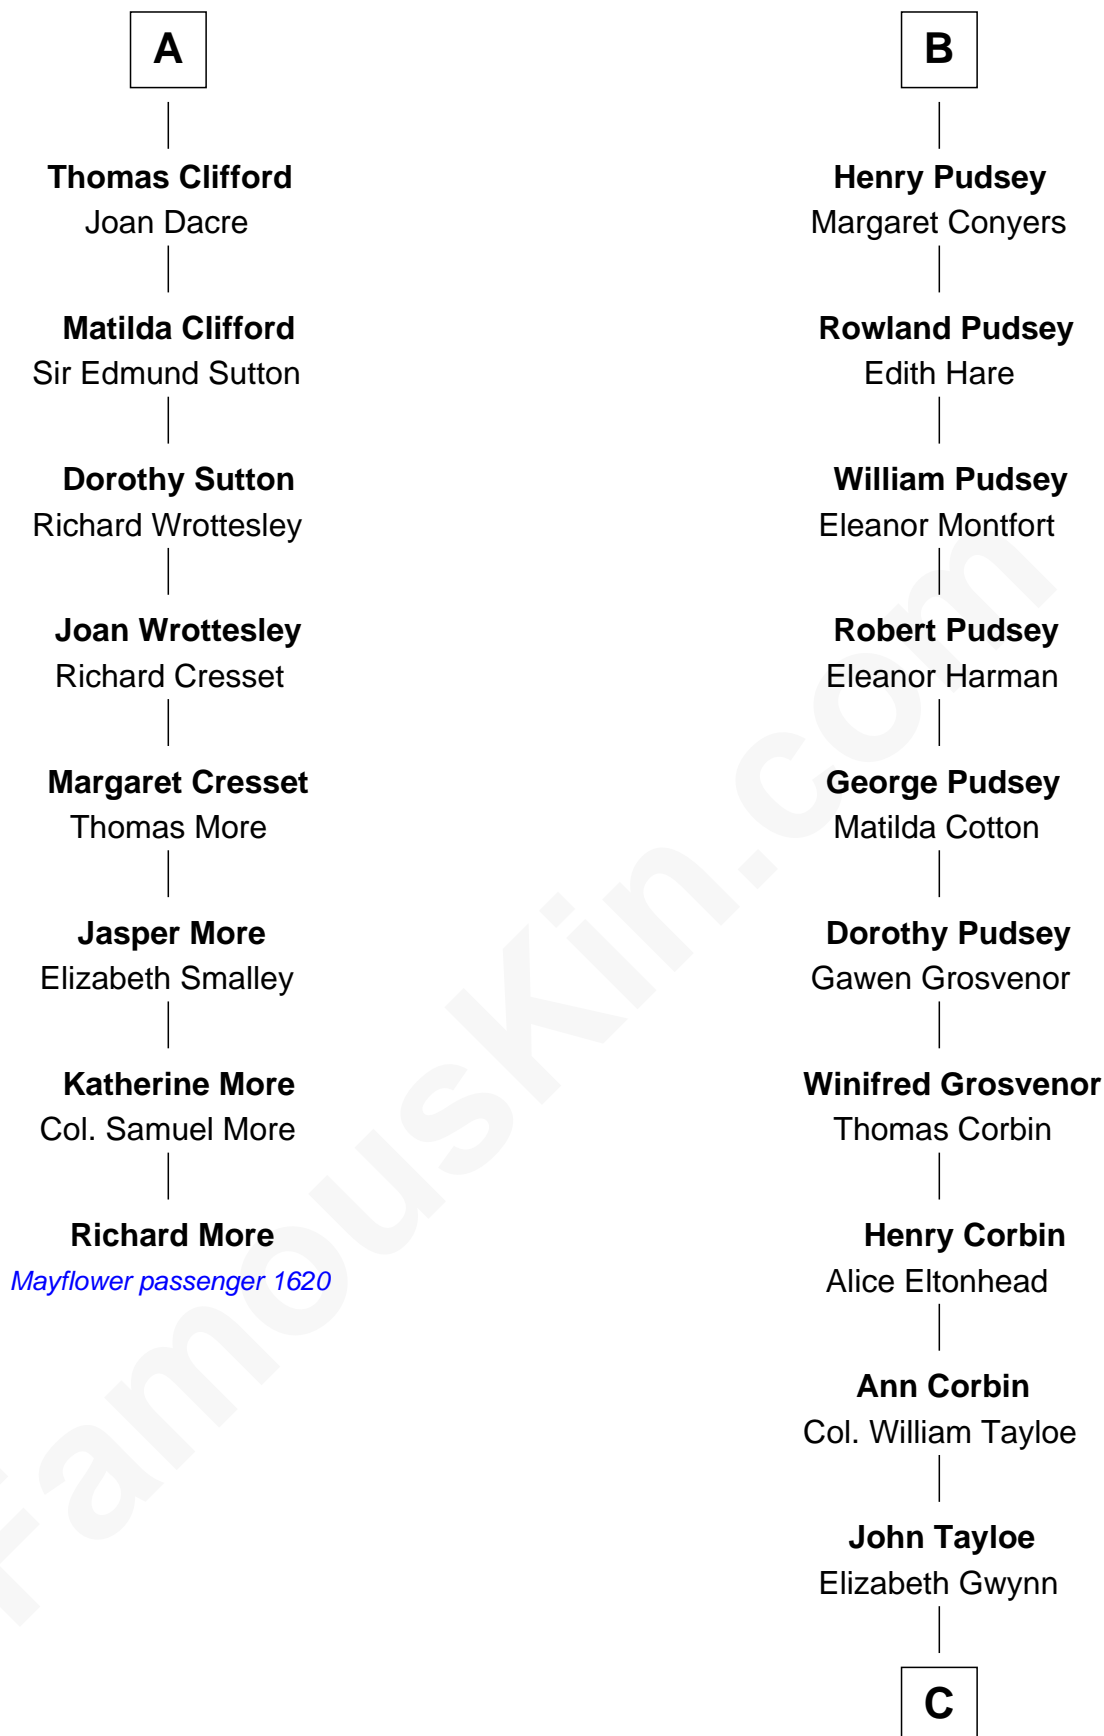 A
Thomas Clifford
Joan Dacre
Matilda Clifford
Sir Edmund Sutton
Dorothy Sutton
Richard Wrottesley
Joan Wrottesley
Richard Cresset
Margaret Cresset
Thomas More
Jasper More
Elizabeth Smalley
Katherine More
Col. Samuel More
Richard More
Mayflower passenger 1620
B
Henry Pudsey
Margaret Conyers
Rowland Pudsey
Edith Hare
William Pudsey
Eleanor Montfort
Robert Pudsey
Eleanor Harman
George Pudsey
Matilda Cotton
Dorothy Pudsey
Gawen Grosvenor
Winifred Grosvenor
Thomas Corbin
Henry Corbin
Alice Eltonhead
Ann Corbin
Col. William Tayloe
John Tayloe
Elizabeth Gwynn
C
FamousKin.com